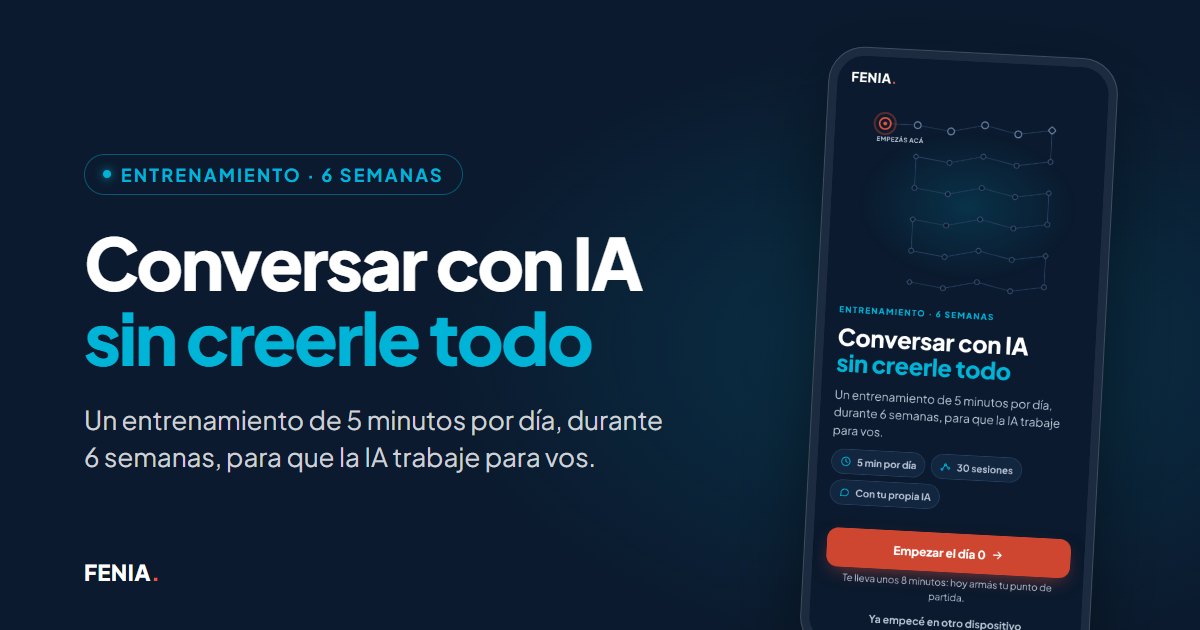 ENTRENAMIENTO · 6 SEMANAS
Conversar con IA
sin creerle todo
Un entrenamiento de 5 minutos por día, durante
6 semanas, para que la IA trabaje para vos.
FENIA.
FENIA.
EMPEZÁS ACÁ
ENTRENAMIENTO · 6 SEMANAS
Conversar con IA
sin creerle todo
Un entrenamiento de 5 minutos por día,
durante 6 semanas, para que la IA trabaje
para vos.
5 min por día
30 sesiones
Con tu propia IA
Empezar el día 0 →
Te lleva unos 8 minutos: hoy armás tu punto de
partida.
Ya empecé en otro dispositivo